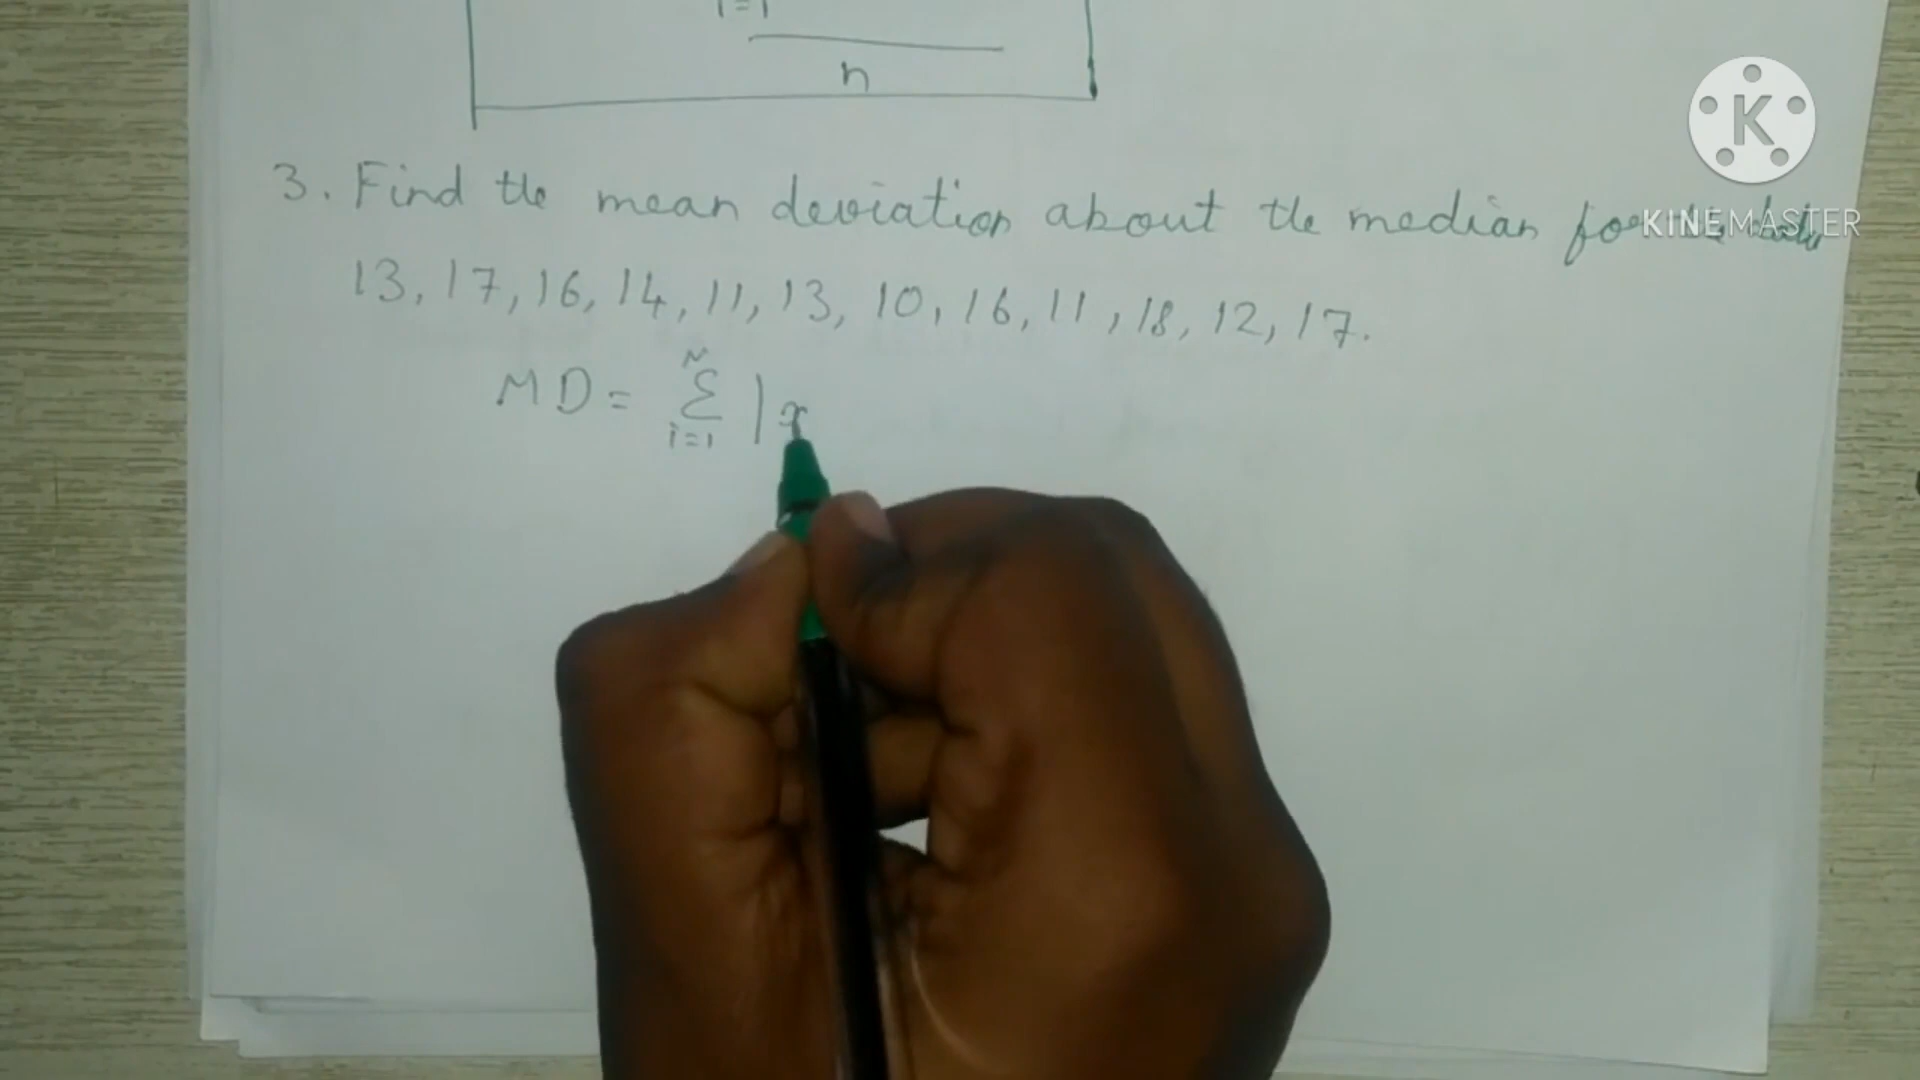 i=1
n
K
3. Find the mean deviation about the median for the data
KINEMASTER
13, 17, 16, 14, 11, 13, 10, 16, 11, 18, 12, 17.
MD = n Σ i=1 |x